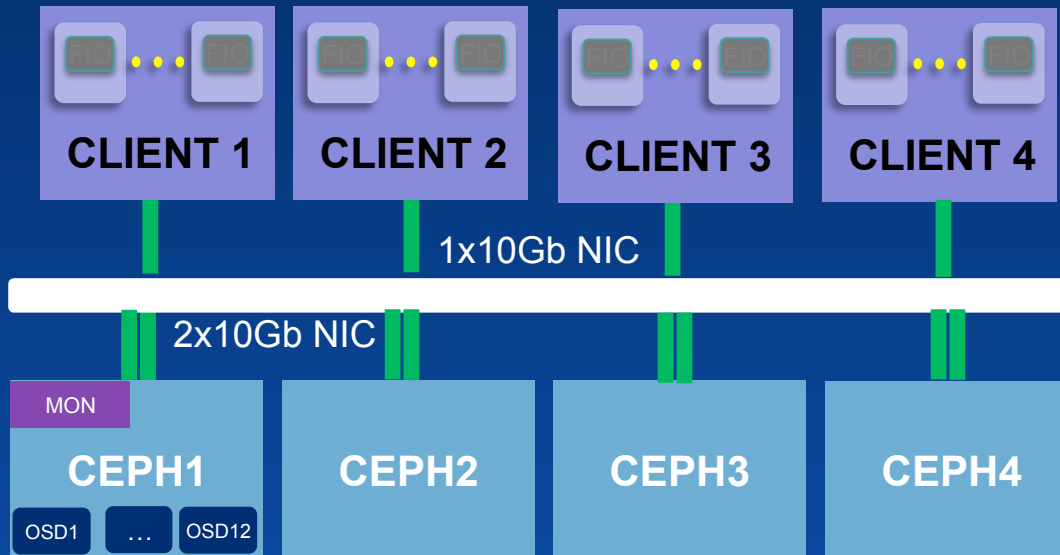 FIO FIO FIO FIO FIO FIO FIO FIO
CLIENT 1 CLIENT 2 CLIENT 3 CLIENT 4
1x10Gb NIC
2x10Gb NIC
MON
CEPH1 CEPH2 CEPH3 CEPH4
OSD1 ... OSD12